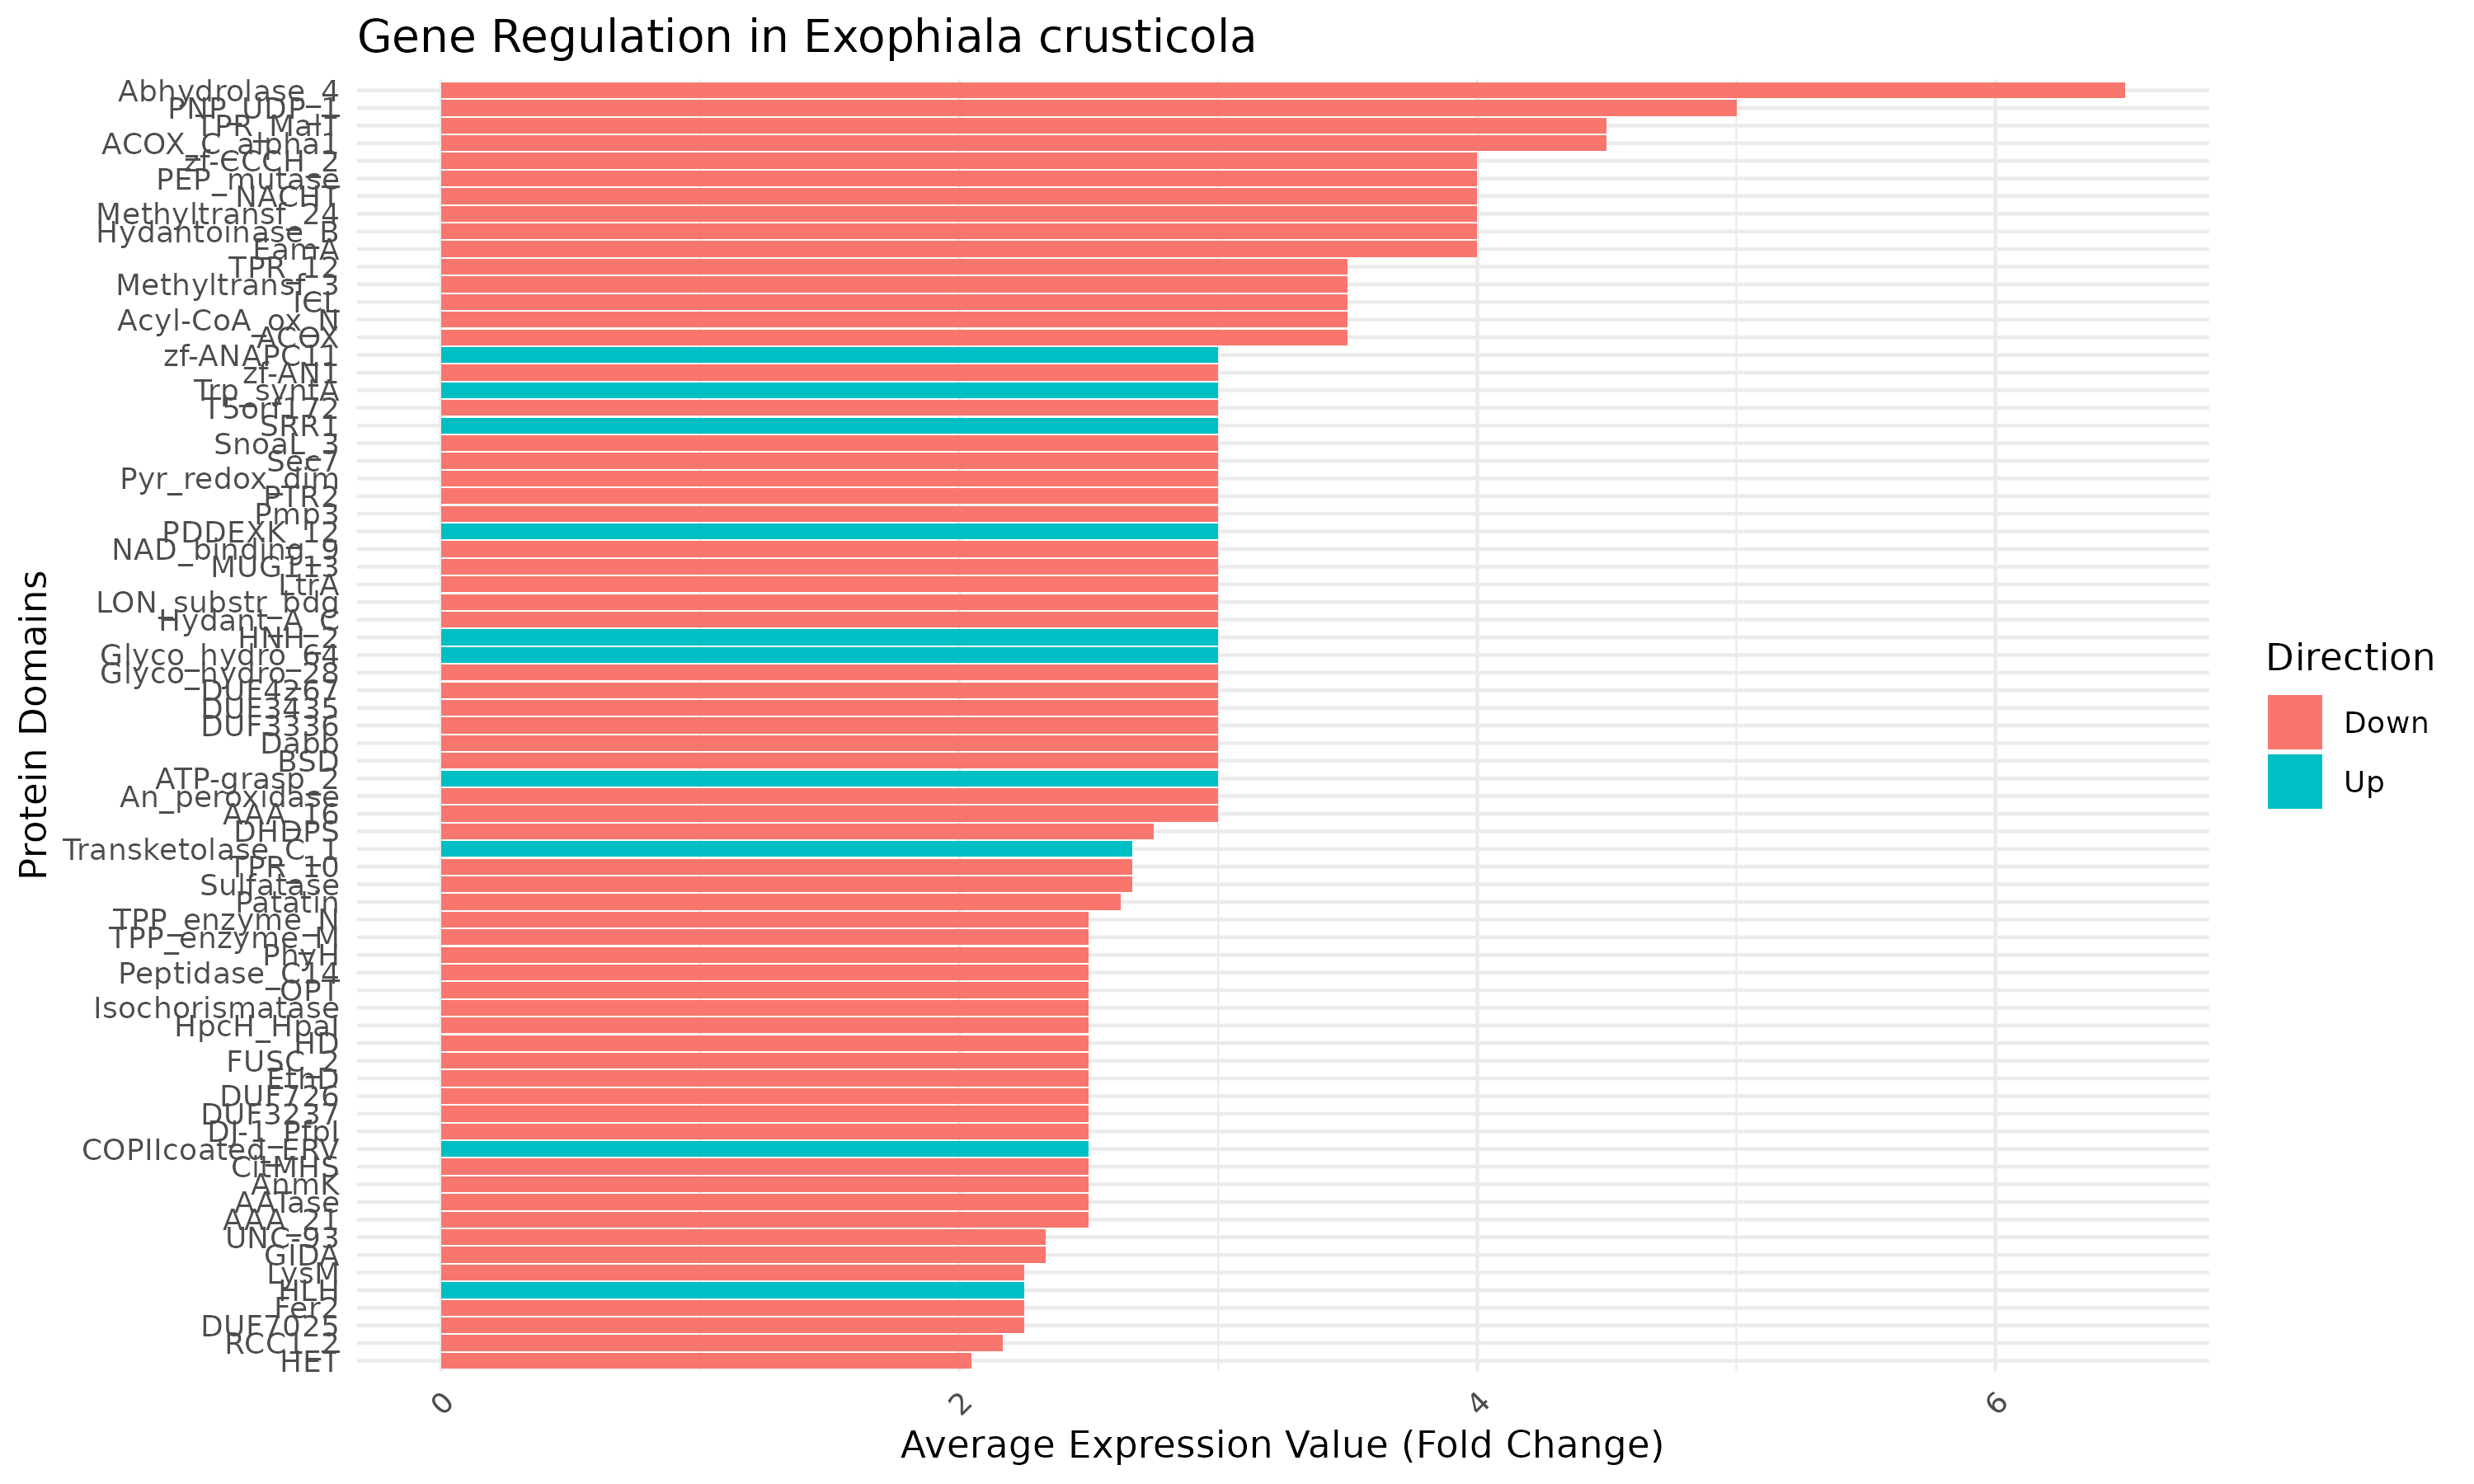 Gene Regulation in Exophiala crusticola
Abhydrolase_4
PNP_UDP_1
TPR_MalT
ACOX_C_alpha1
zf-CCCH_2
PEP_mutase
NACHT
Methyltransf_24
Hydantoinase_B
EamA
TPR_12
Methyltransf_3
ICL
Acyl-CoA_ox_N
ACOX
zf-ANAPC11
zf-AN1
Trp_syntA
T5orf172
SRR1
SnoaL_3
Sec7
Pyr_redox_dim
PTR2
Pmp3
PDDEXK_12
NAD_binding_9
MUG113
LtrA
LON_substr_bdg
Hydant_A_C
HNH_2
Glyco_hydro_64
Glyco_hydro_28
DUF4267
DUF3435
DUF3336
Dabb
BSD
ATP-grasp_2
An_peroxidase
AAA_16
DHDPS
Transketolase_C_1
TPR_10
Sulfatase
Patatin
TPP_enzyme_N
TPP_enzyme_M
PhyH
Peptidase_C14
OPT
Isochorismatase
HpcH_HpaI
HD
FUSC_2
EthD
DUF726
DUF3237
DJ-1_PfpI
COPIIcoated_ERV
CitMHS
AnmK
AATase
AAA_21
UNC-93
GIDA
LysM
HLH
Fer2
DUF7025
RCC1_2
HET
Protein Domains
0 2 4 6
Average Expression Value (Fold Change)
Direction
Down
Up